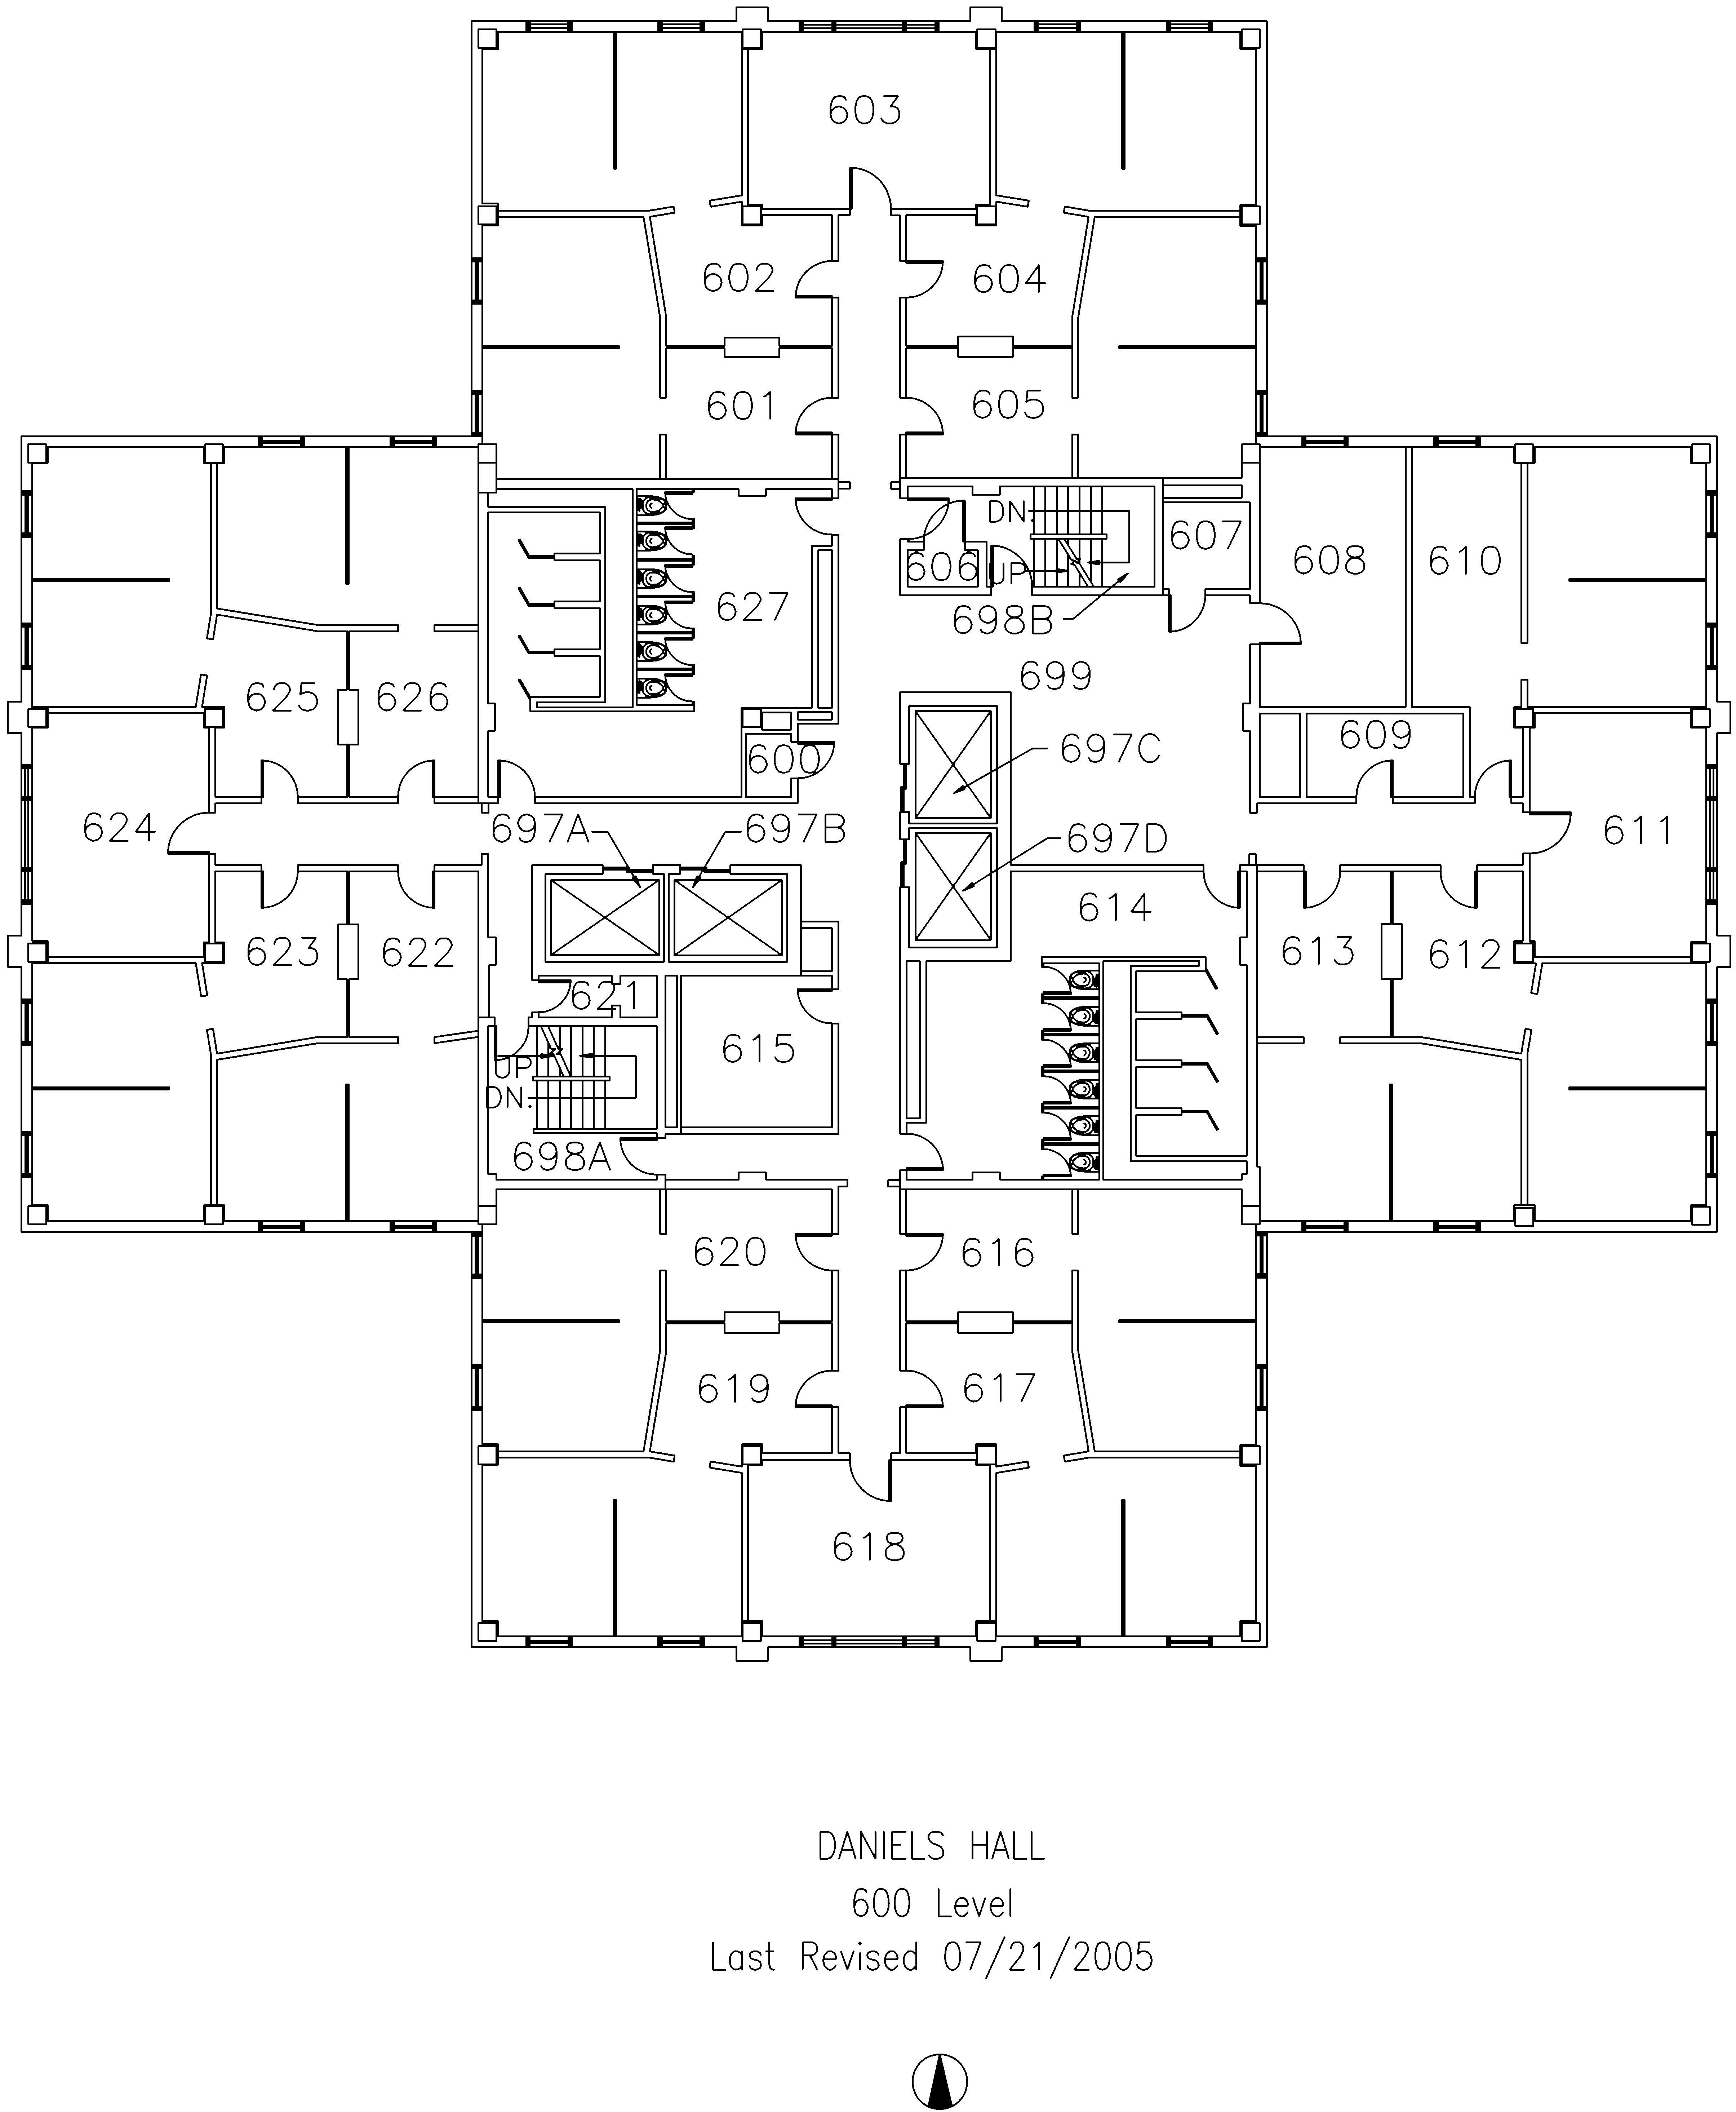 603
602
604
601
605
DN.
606
UP
607
608
610
627
698B
625
626
699
600
697C
609
624
697A
697B
697D
611
623
622
614
613
612
621
615
UP
DN.
698A
620
616
619
617
618
DANIELS HALL
600 Level
Last Revised 07/21/2005